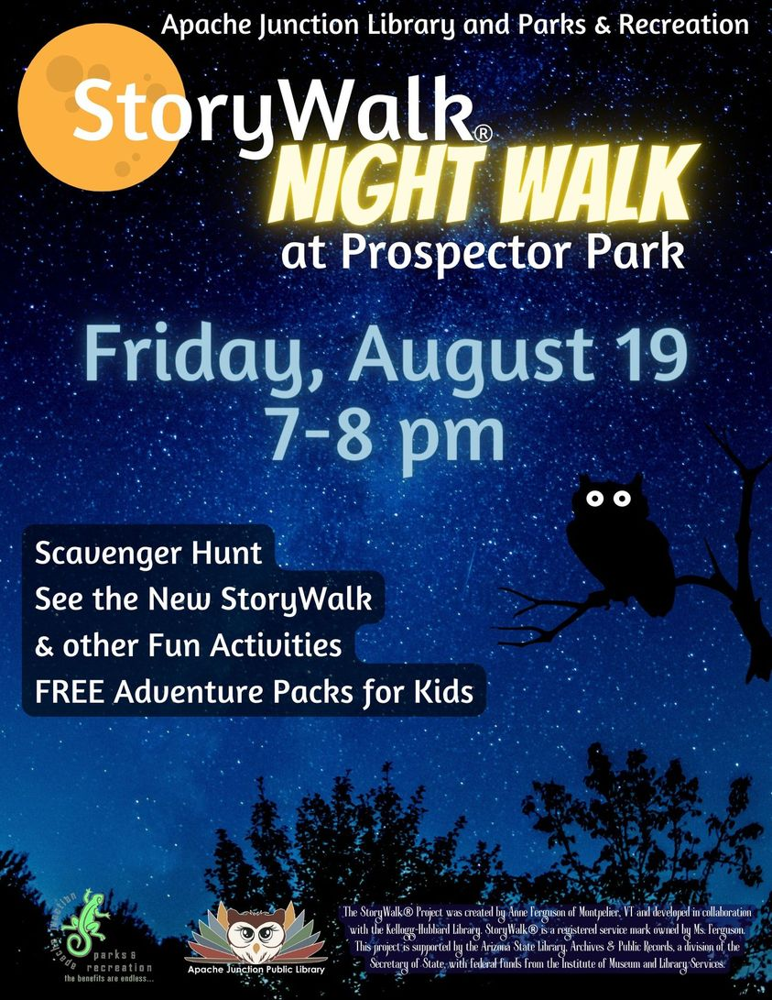 Apache Junction Library and Parks & Recreation
StoryWalk®
NIGHT WALK
at Prospector Park
Friday, August 19
7-8 pm
Scavenger Hunt
See the New StoryWalk
& other Fun Activities
FREE Adventure Packs for Kids
apache junction
parks &
recreation
the benefits are endless...
Apache Junction Public Library
The StoryWalk® Project was created by Anne Ferguson of Montpelier, VT and developed in collaboration
with the Kellogg-Hubbard Library. StoryWalk® is a registered service mark owned by Ms. Ferguson.
This project is supported by the Arizona State Library, Archives & Public Records, a division of the
Secretary of State, with federal funds from the Institute of Museum and Library Services.